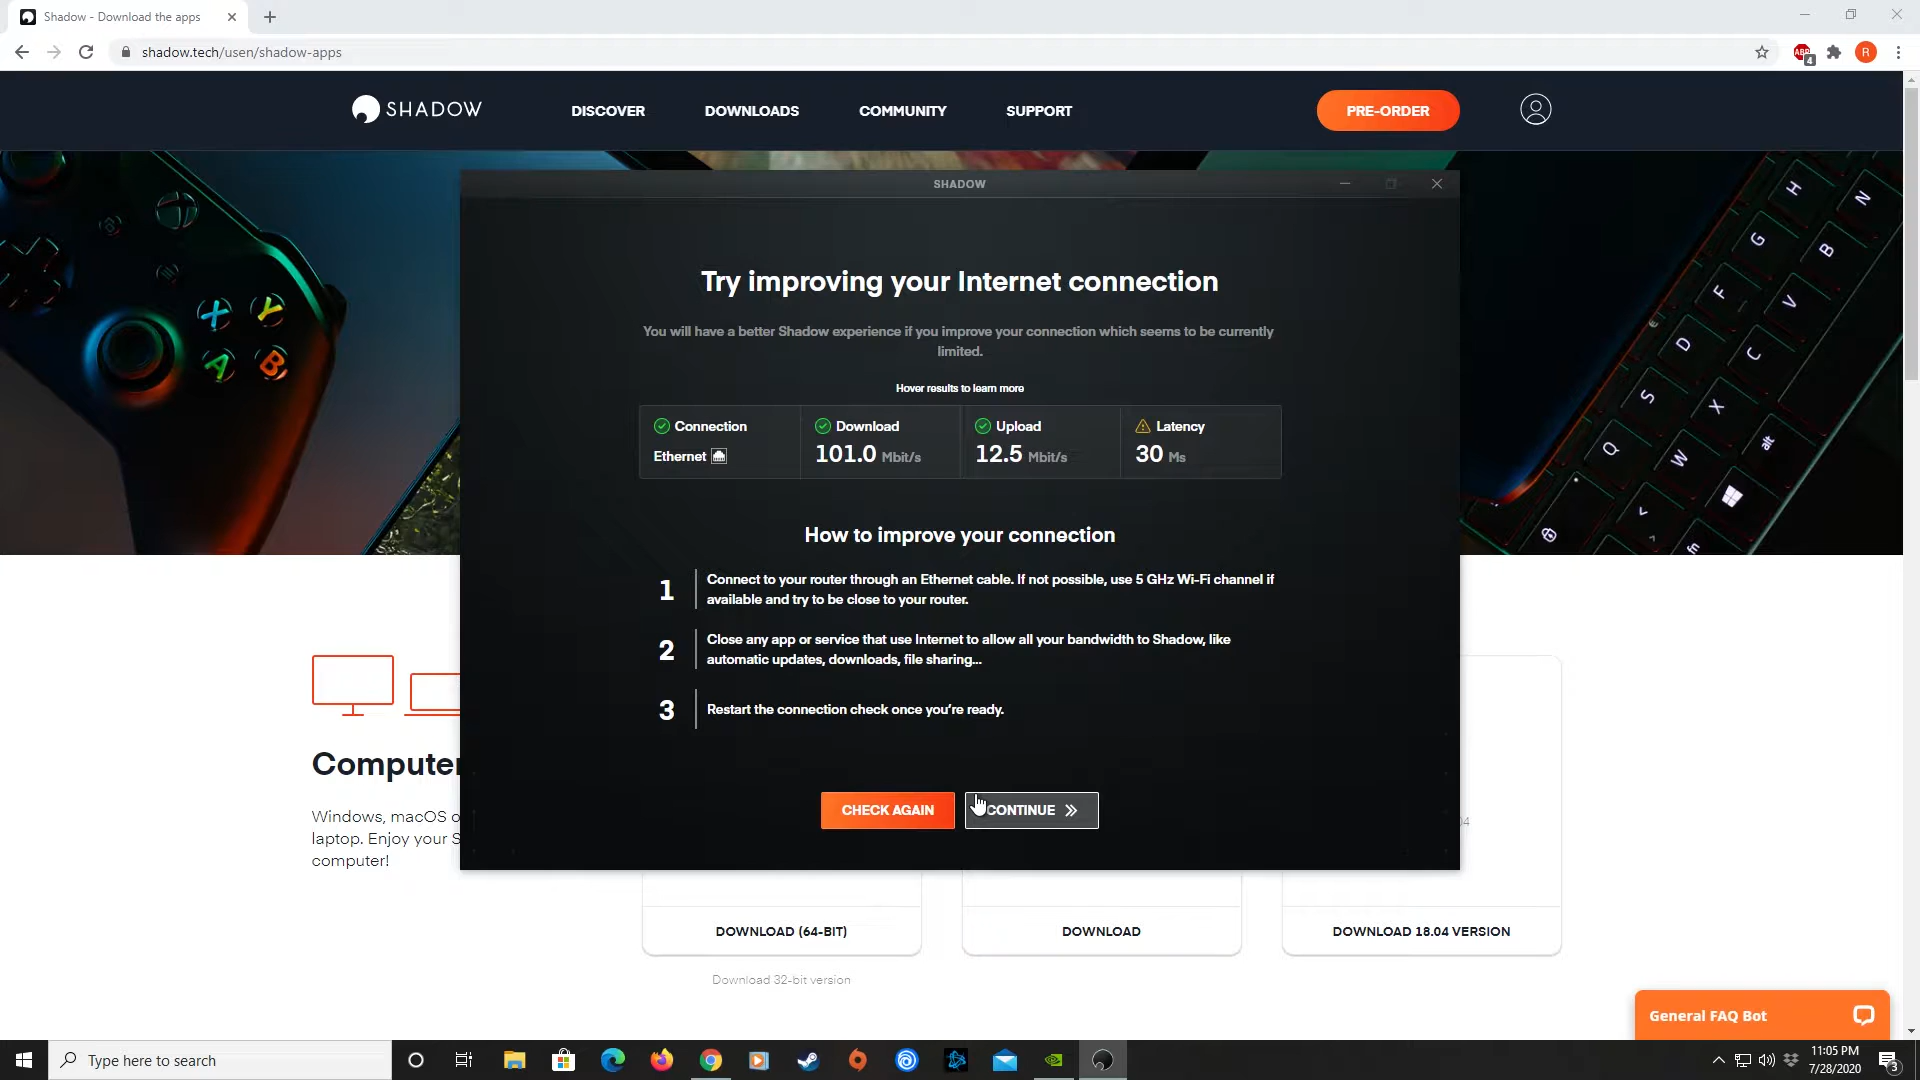 Shadow - Download the apps
shadow.tech/usen/shadow-apps
ABP
4
R
SHADOW
DISCOVER
DOWNLOADS
COMMUNITY
SUPPORT
PRE-ORDER
SHADOW
Try improving your Internet connection
You will have a better Shadow experience if you improve your connection which seems to be currently
limited.
Hover results to learn more
Connection
Ethernet
Download
101.0 Mbit/s
Upload
12.5 Mbit/s
Latency
30 Ms
How to improve your connection
1
Connect to your router through an Ethernet cable. If not possible, use 5 GHz Wi-Fi channel if
available and try to be close to your router.
2
Close any app or service that use Internet to allow all your bandwidth to Shadow, like
automatic updates, downloads, file sharing...
3
Restart the connection check once you're ready.
CHECK AGAIN
CONTINUE
X
Y
A
B
H
N
G
B
F
V
D
C
S
X
alt
Q
W
fn
Computer
Windows, macOS o
laptop. Enjoy your S
computer!
04
DOWNLOAD (64-BIT)
DOWNLOAD
DOWNLOAD 18.04 VERSION
Download 32-bit version
General FAQ Bot
Type here to search
11:05 PM
7/28/2020
3